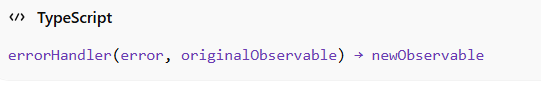 </> TypeScript
errorHandler(error, originalObservable) → newObservable